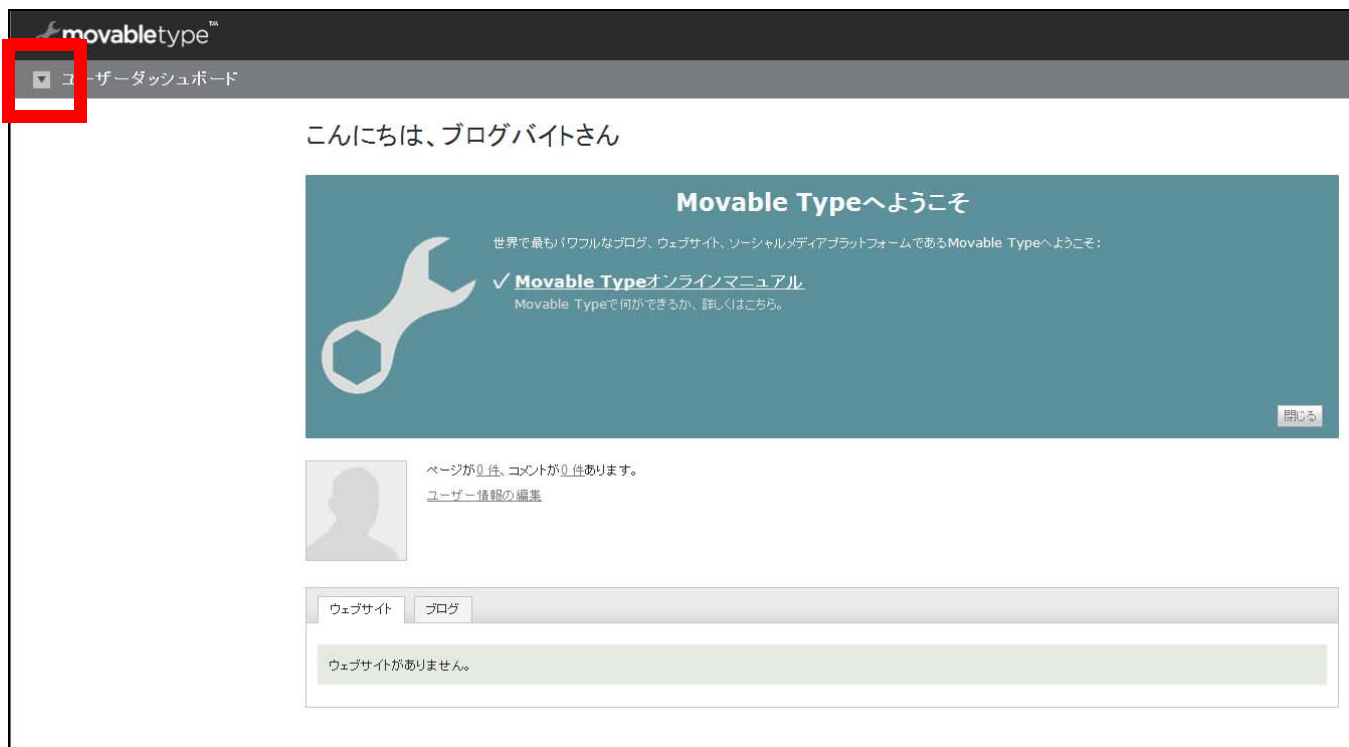 movabletype™
ユーザーダッシュボード
こんにちは、ブログバイトさん
Movable Typeへようこそ
世界で最もパワフルなブログ、ウェブサイト、ソーシャルメディアプラットフォームであるMovable Typeへようこそ:
✓ Movable Typeオンラインマニュアル
Movable Typeで何ができるか、詳しくはこちら。
閉じる
ページが0 件、コメントが0 件あります。
ユーザー情報の編集
ウェブサイト ブログ
ウェブサイトがありません。